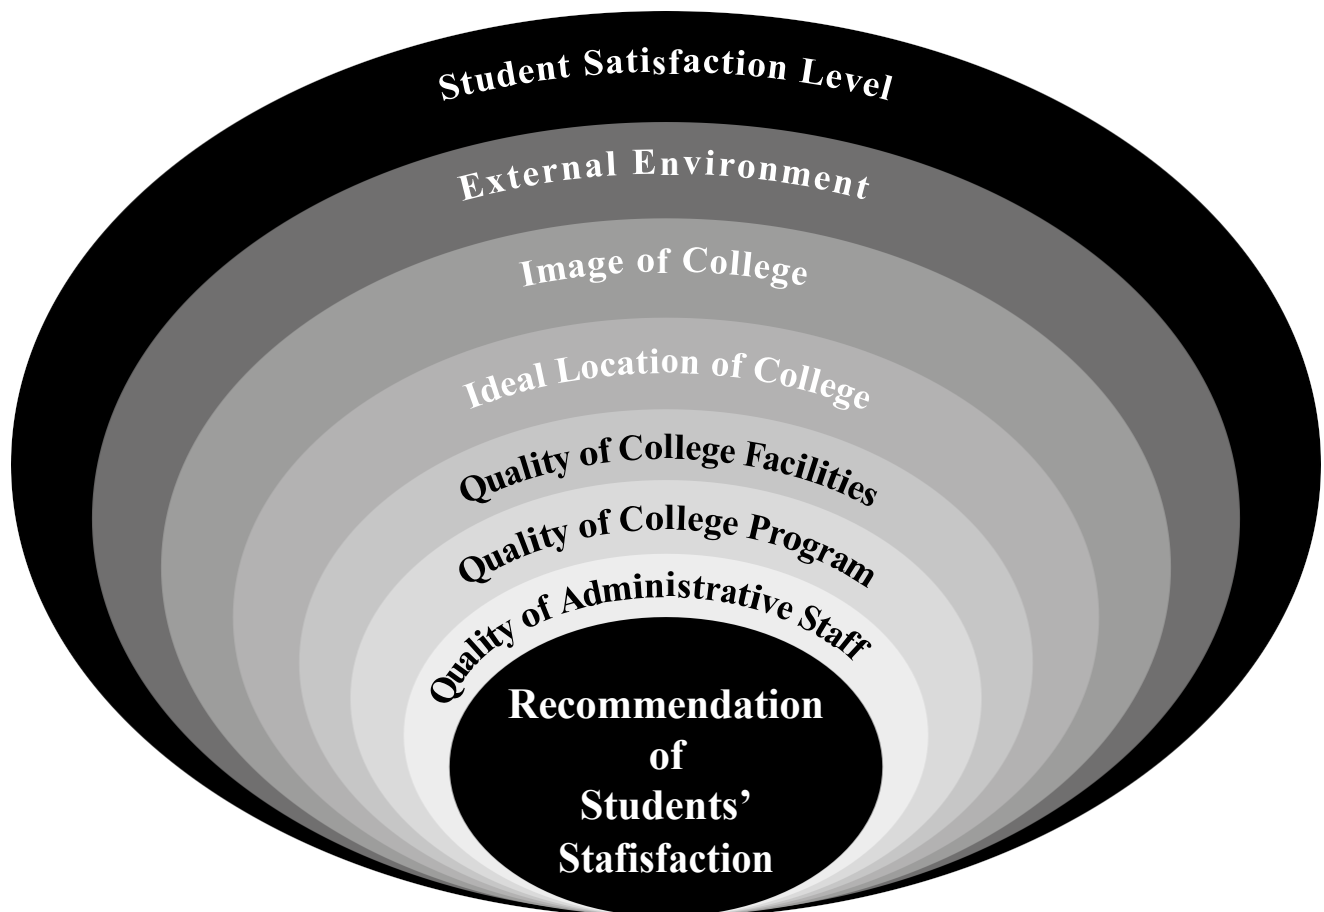 Student Satisfaction Level
External Environment
Image of College
Ideal Location of College
Quality of College Facilities
Quality of College Program
Quality of Administrative Staff
Recommendation
of
Students’
Stafisfaction